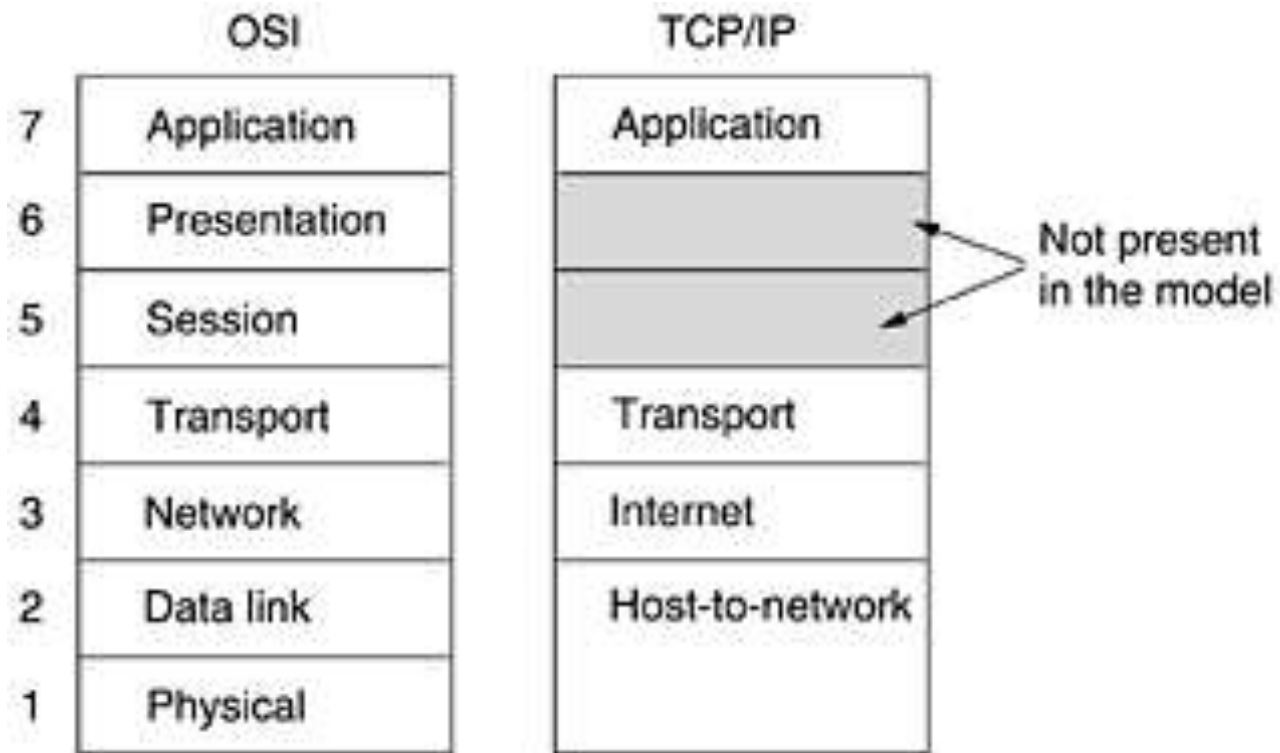 OSI TCP/IP
7 Application Application
6 Presentation
Not present
in the model
5 Session
4 Transport Transport
3 Network Internet
2 Data link Host-to-network
1 Physical